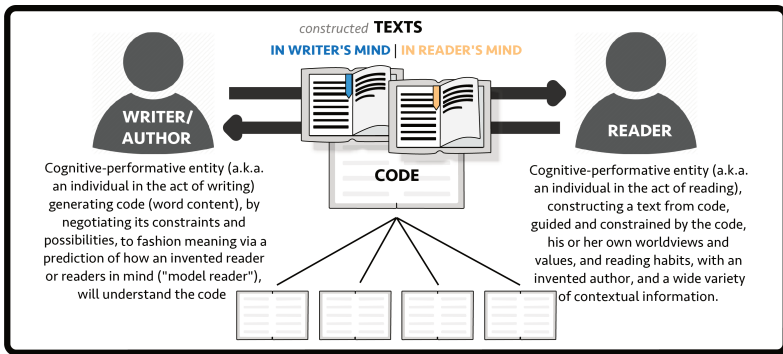 constructed TEXTS
IN WRITER'S MIND | IN READER'S MIND
WRITER/
AUTHOR
Cognitive-performative entity (a.k.a.
an individual in the act of writing)
generating code (word content), by
negotiating its constraints and
possibilities, to fashion meaning via a
prediction of how an invented reader
or readers in mind ("model reader"),
will understand the code
CODE
READER
Cognitive-performative entity (a.k.a.
an individual in the act of reading),
constructing a text from code,
guided and constrained by the code,
his or her own worldviews and
values, and reading habits, with an
invented author, and a wide variety
of contextual information.